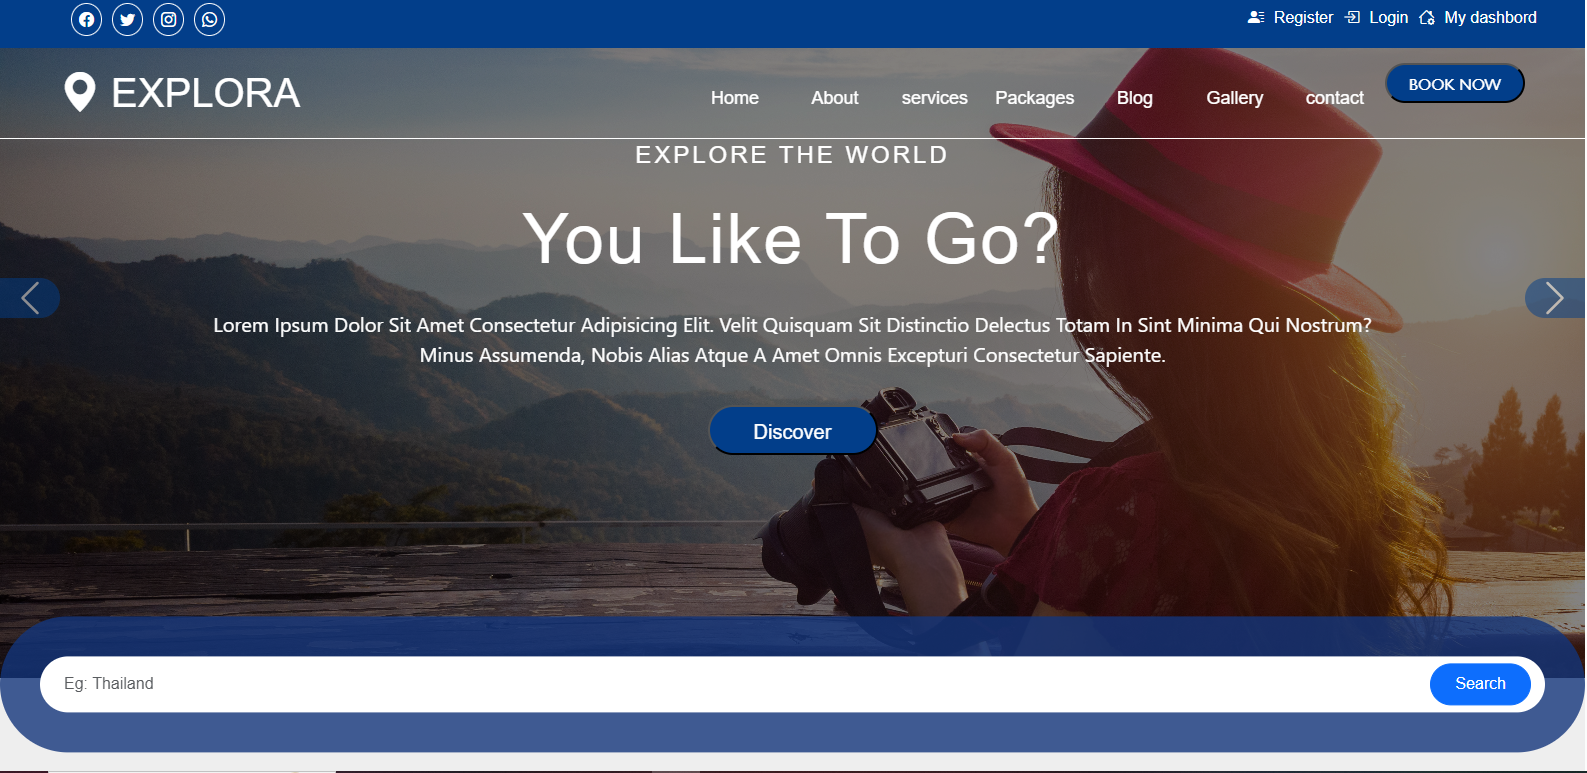 Register Login My dashbord
EXPLORA
Home About services Packages Blog Gallery contact BOOK NOW
EXPLORE THE WORLD
You Like To Go?
Lorem Ipsum Dolor Sit Amet Consectetur Adipisicing Elit. Velit Quisquam Sit Distinctio Delectus Totam In Sint Minima Qui Nostrum?
Minus Assumenda, Nobis Alias Atque A Amet Omnis Excepturi Consectetur Sapiente.
Discover
Eg: Thailand Search